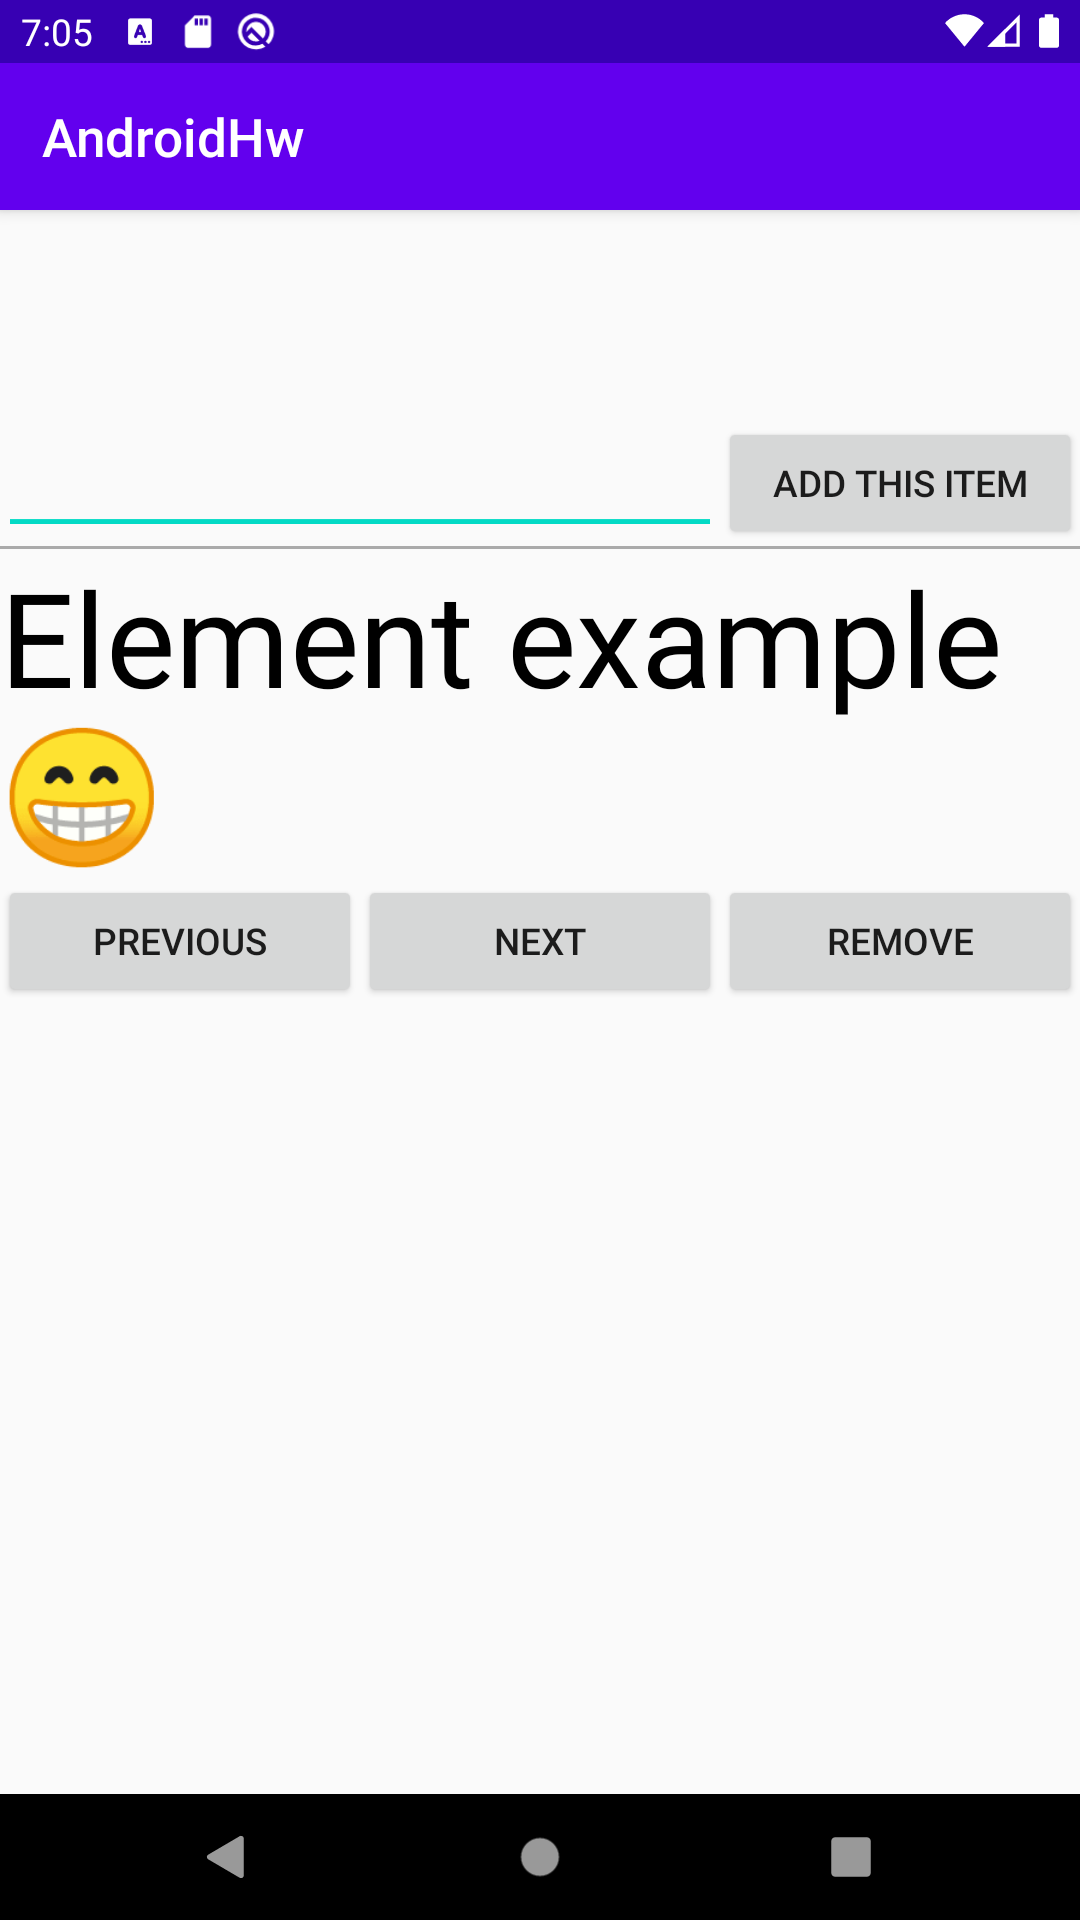 7:05
AndroidHw
ADD THIS ITEM
Element example
😁
PREVIOUS NEXT REMOVE